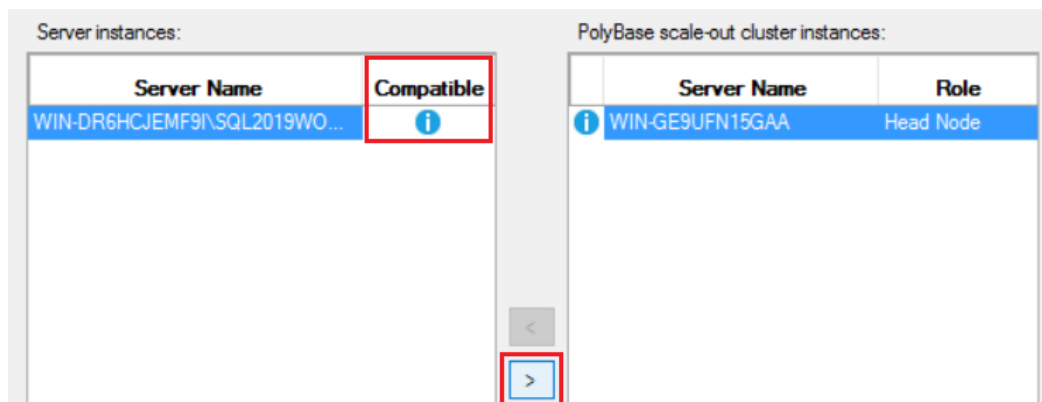 Server instances:
PolyBase scale-out cluster instances:
Server Name Compatible
Server Name Role
WIN-DR6HCJEMF9I\SQL2019WO...
WIN-GE9UFN15GAA Head Node
<
>